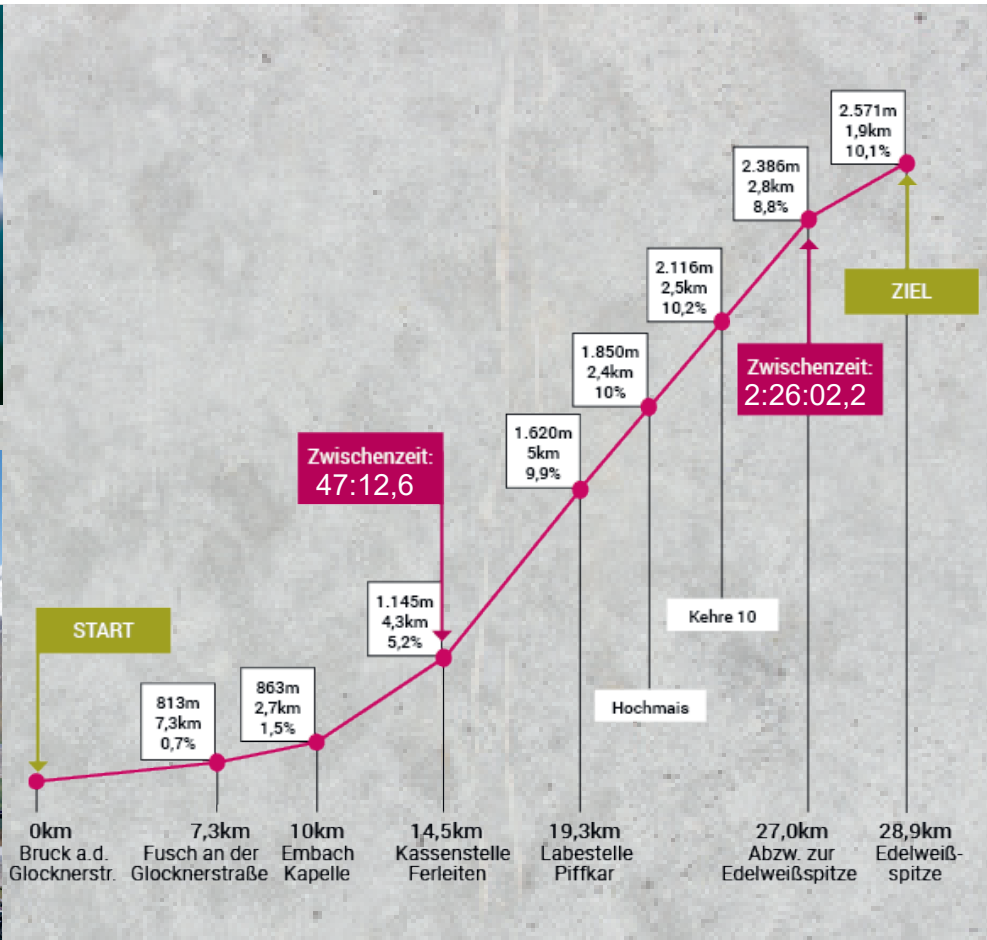 2.571m
1,9km
10,1%
2.386m
2,8km
8,8%
2.116m
2,5km
10,2%
ZIEL
1.850m
2,4km
10%
Zwischenzeit:
2:26:02,2
1.620m
5km
9,9%
Zwischenzeit:
47:12,6
1.145m
4,3km
5,2%
START
Kehre 10
863m
2,7km
1,5%
813m
7,3km
0,7%
Hochmais
0km
Bruck a.d.
Glocknerstr.
7,3km
Fusch an der
Glocknerstraße
10km
Embach
Kapelle
14,5km
Kassenstelle
Ferleiten
19,3km
Labestelle
Piffkar
27,0km
Abzw. zur
Edelweißspitze
28,9km
Edelweiß-
spitze